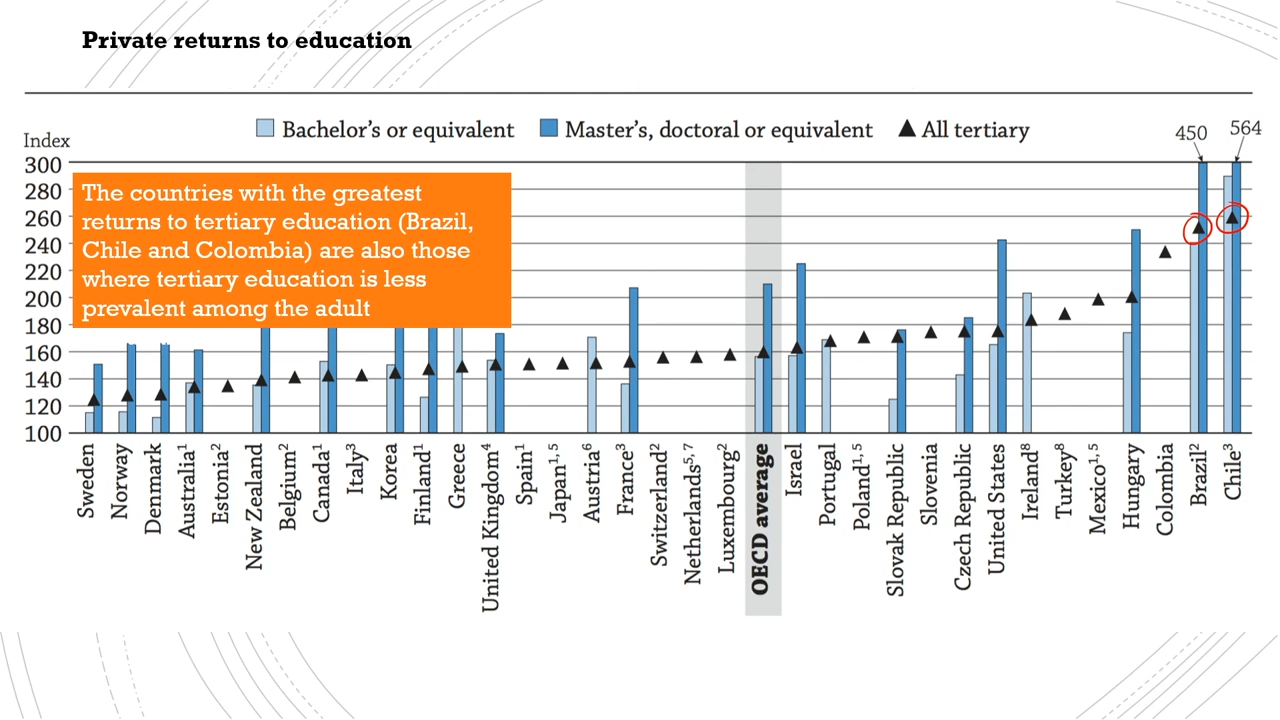 Private returns to education
Bachelor's or equivalent
Master's, doctoral or equivalent
All tertiary
Index
450
564
300
280
260
240
220
200
180
160
140
120
100
The countries with the greatest
returns to tertiary education (Brazil,
Chile and Colombia) are also those
where tertiary education is less
prevalent among the adult
Sweden
Norway
Denmark
Australia¹
Estonia²
New Zealand
Belgium²
Canada¹
Italy³
Korea
Finland¹
Greece
United Kingdom⁴
Spain¹
Japan¹,⁵
Austria⁶
France³
Switzerland²
Netherlands⁵,⁷
Luxembourg²
OECD average
Israel
Portugal
Poland¹,⁵
Slovak Republic
Slovenia
Czech Republic
United States
Ireland⁸
Turkey⁸
Mexico¹,⁵
Hungary
Colombia
Brazil²
Chile³